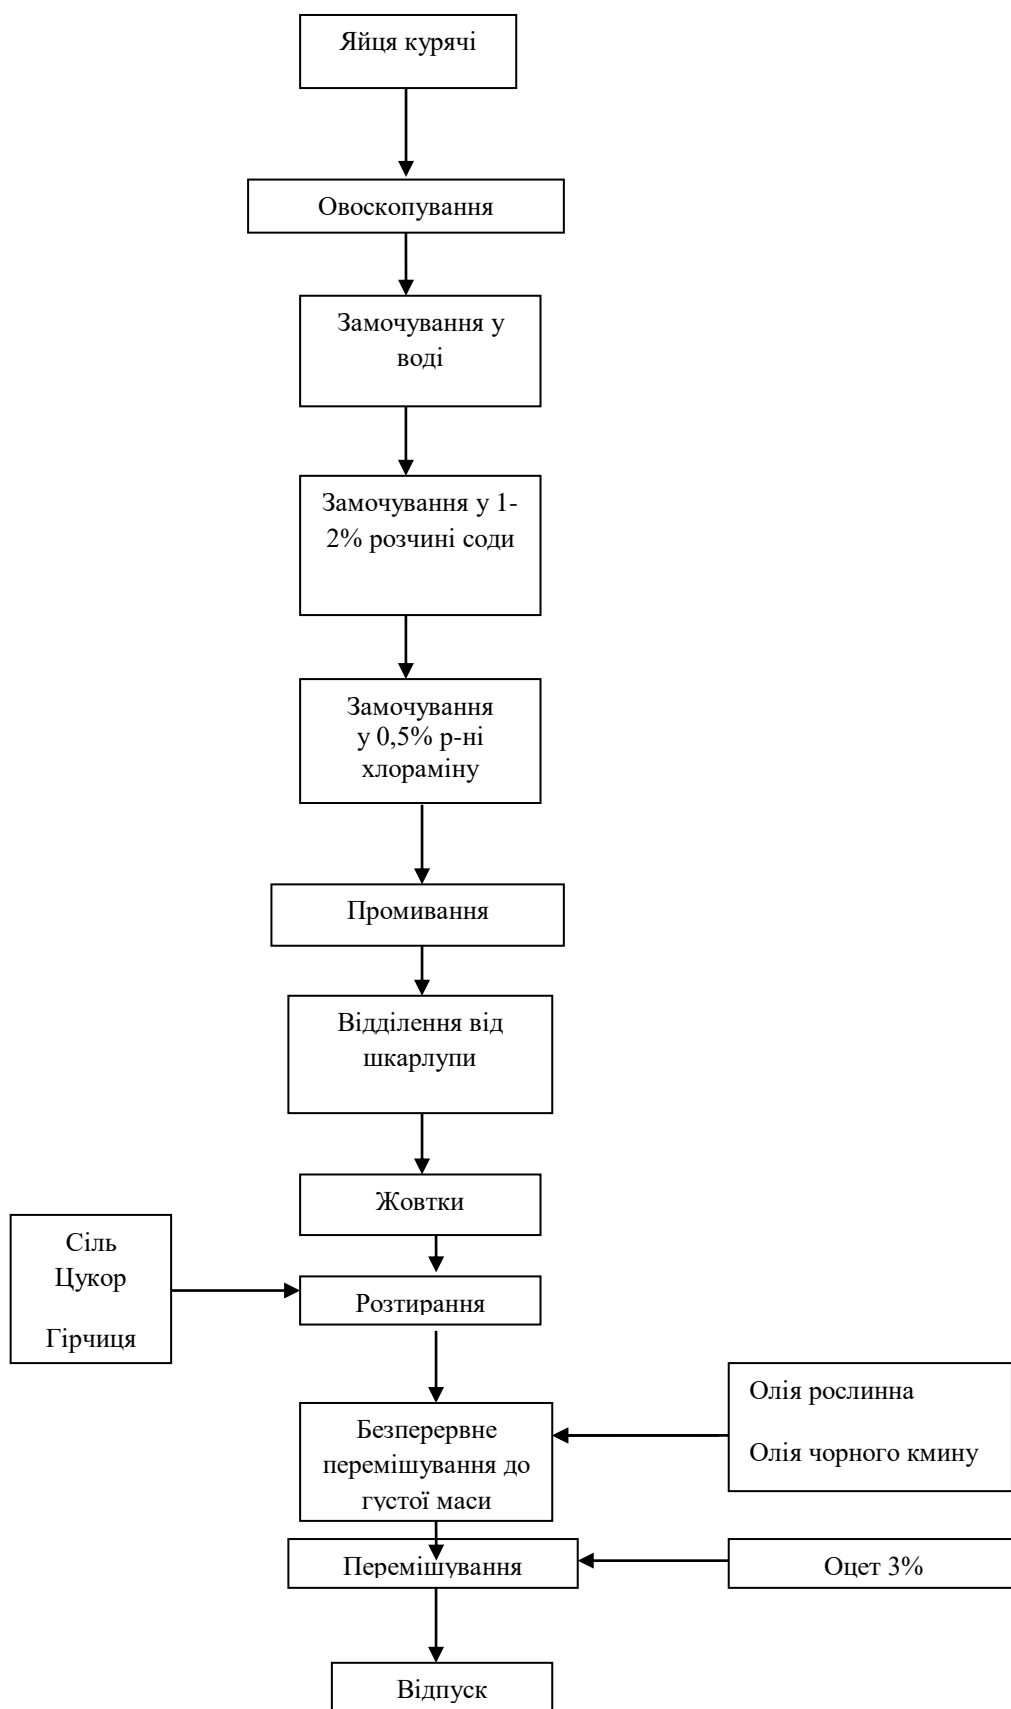 Яйця курячі
Овоскопування
Замочування у
воді
Замочування у 1-
2% розчині соди
Замочування
у 0,5% р-ні
хлораміну
Промивання
Відділення від
шкарлупи
Жовтки
Сіль
Цукор
Гірчиця
Розтирання
Олія рослинна
Олія чорного кмину
Безперервне
перемішування до
густої маси
Перемішування
Оцет 3%
Відпуск